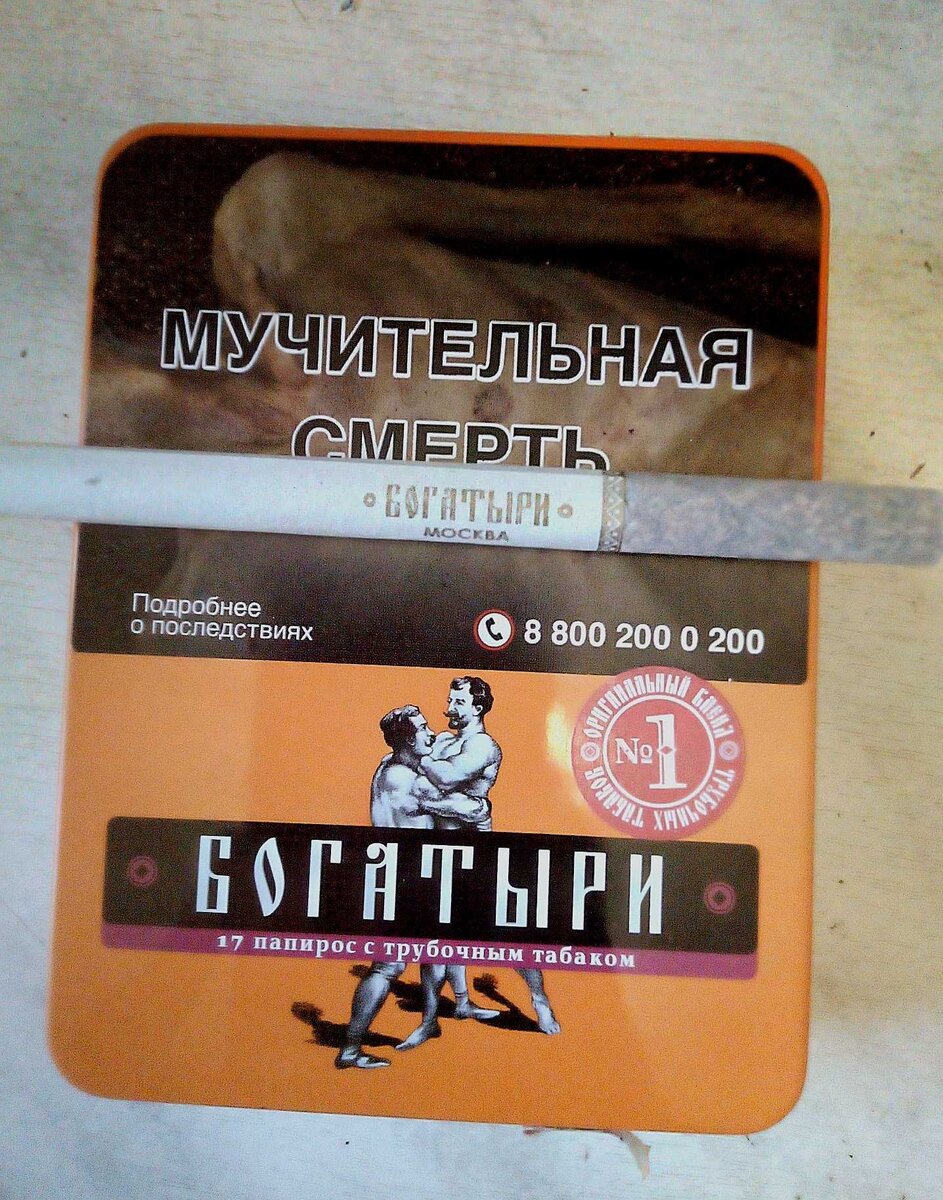 МУЧИТЕЛЬНАЯ
СМЕРТЬ
БОГАТЫРИ
МОСКВА
Подробнее
о последствиях
8 800 200 0 200
ОРИГИНАЛЬНЫЙ БЛЕНД
ТРУБОЧНЫХ ТАБАКОВ
№1
БОГАТЫРИ
17 папирос с трубочным табаком